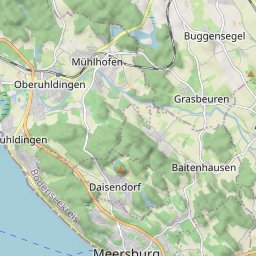 Buggensegel
Mühlhofen
Oberuhldingen
Grasbeuren
uhldingen
Baitenhausen
Bodenseekreis
Daisendorf
Meersburg